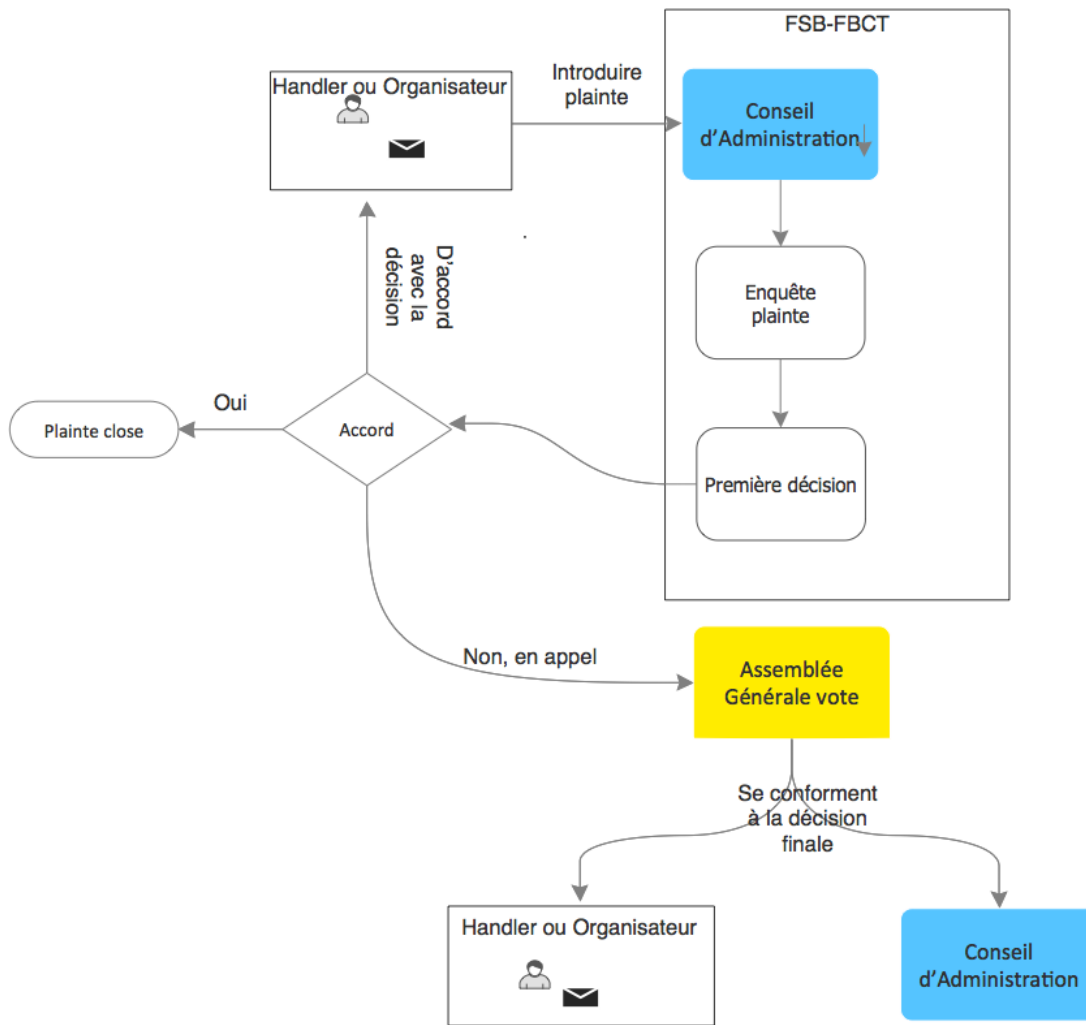 FSB-FBCT
Handler ou Organisateur
Introduire
plainte
Conseil
d'Administration
D'accord
avec la
décision
Enquête
plainte
Oui
Plainte close
Accord
Première décision
Non, en appel
Assemblée
Générale vote
Se conforment
à la décision
finale
Handler ou Organisateur
Conseil
d'Administration